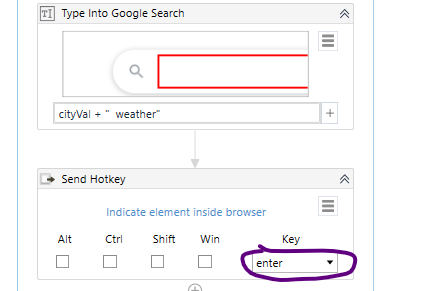 Type Into Google Search
cityVal + "  weather"
+
Send Hotkey
Indicate element inside browser
Alt Ctrl Shift Win Key
enter